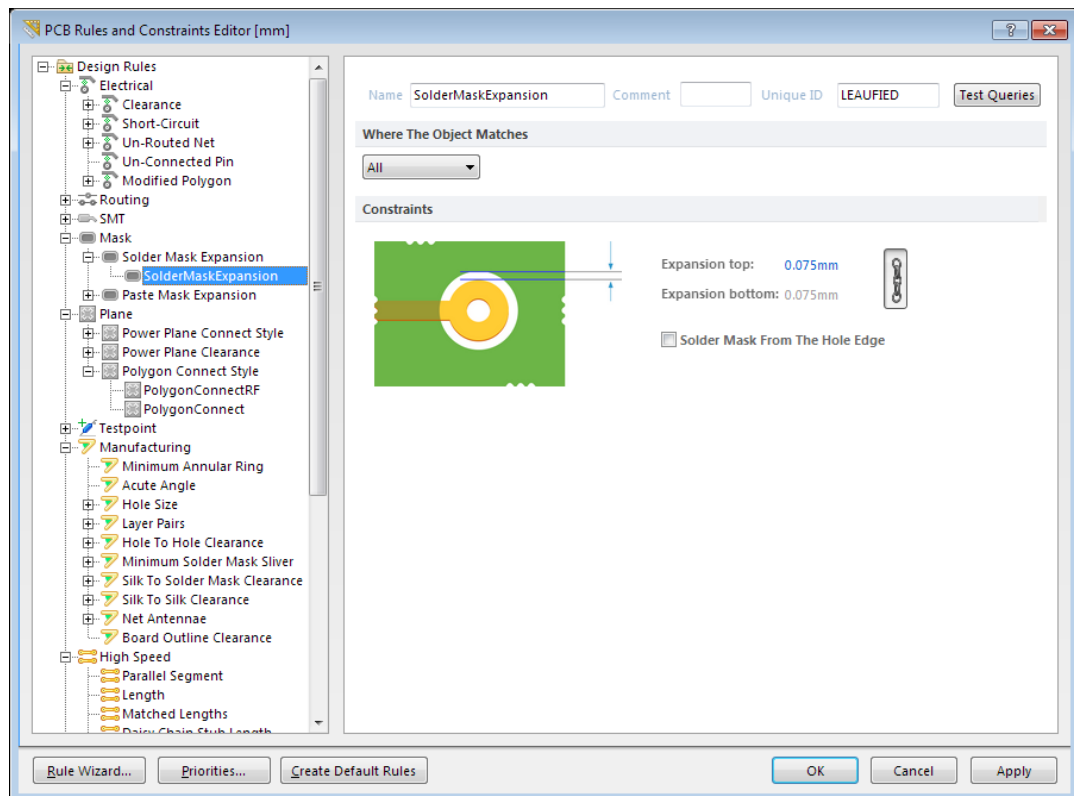 PCB Rules and Constraints Editor [mm]
Design Rules
Electrical
Clearance
Short-Circuit
Un-Routed Net
Un-Connected Pin
Modified Polygon
Routing
SMT
Mask
Solder Mask Expansion
SolderMaskExpansion
Paste Mask Expansion
Plane
Power Plane Connect Style
Power Plane Clearance
Polygon Connect Style
PolygonConnectRF
PolygonConnect
Testpoint
Manufacturing
Minimum Annular Ring
Acute Angle
Hole Size
Layer Pairs
Hole To Hole Clearance
Minimum Solder Mask Sliver
Silk To Solder Mask Clearance
Silk To Silk Clearance
Net Antennae
Board Outline Clearance
High Speed
Parallel Segment
Length
Matched Lengths
Daisy Chain Stub Length
Name SolderMaskExpansion Comment Unique ID LEAUFIED Test Queries
Where The Object Matches
All
Constraints
Expansion top: 0.075mm
Expansion bottom: 0.075mm
Solder Mask From The Hole Edge
Rule Wizard... Priorities... Create Default Rules OK Cancel Apply